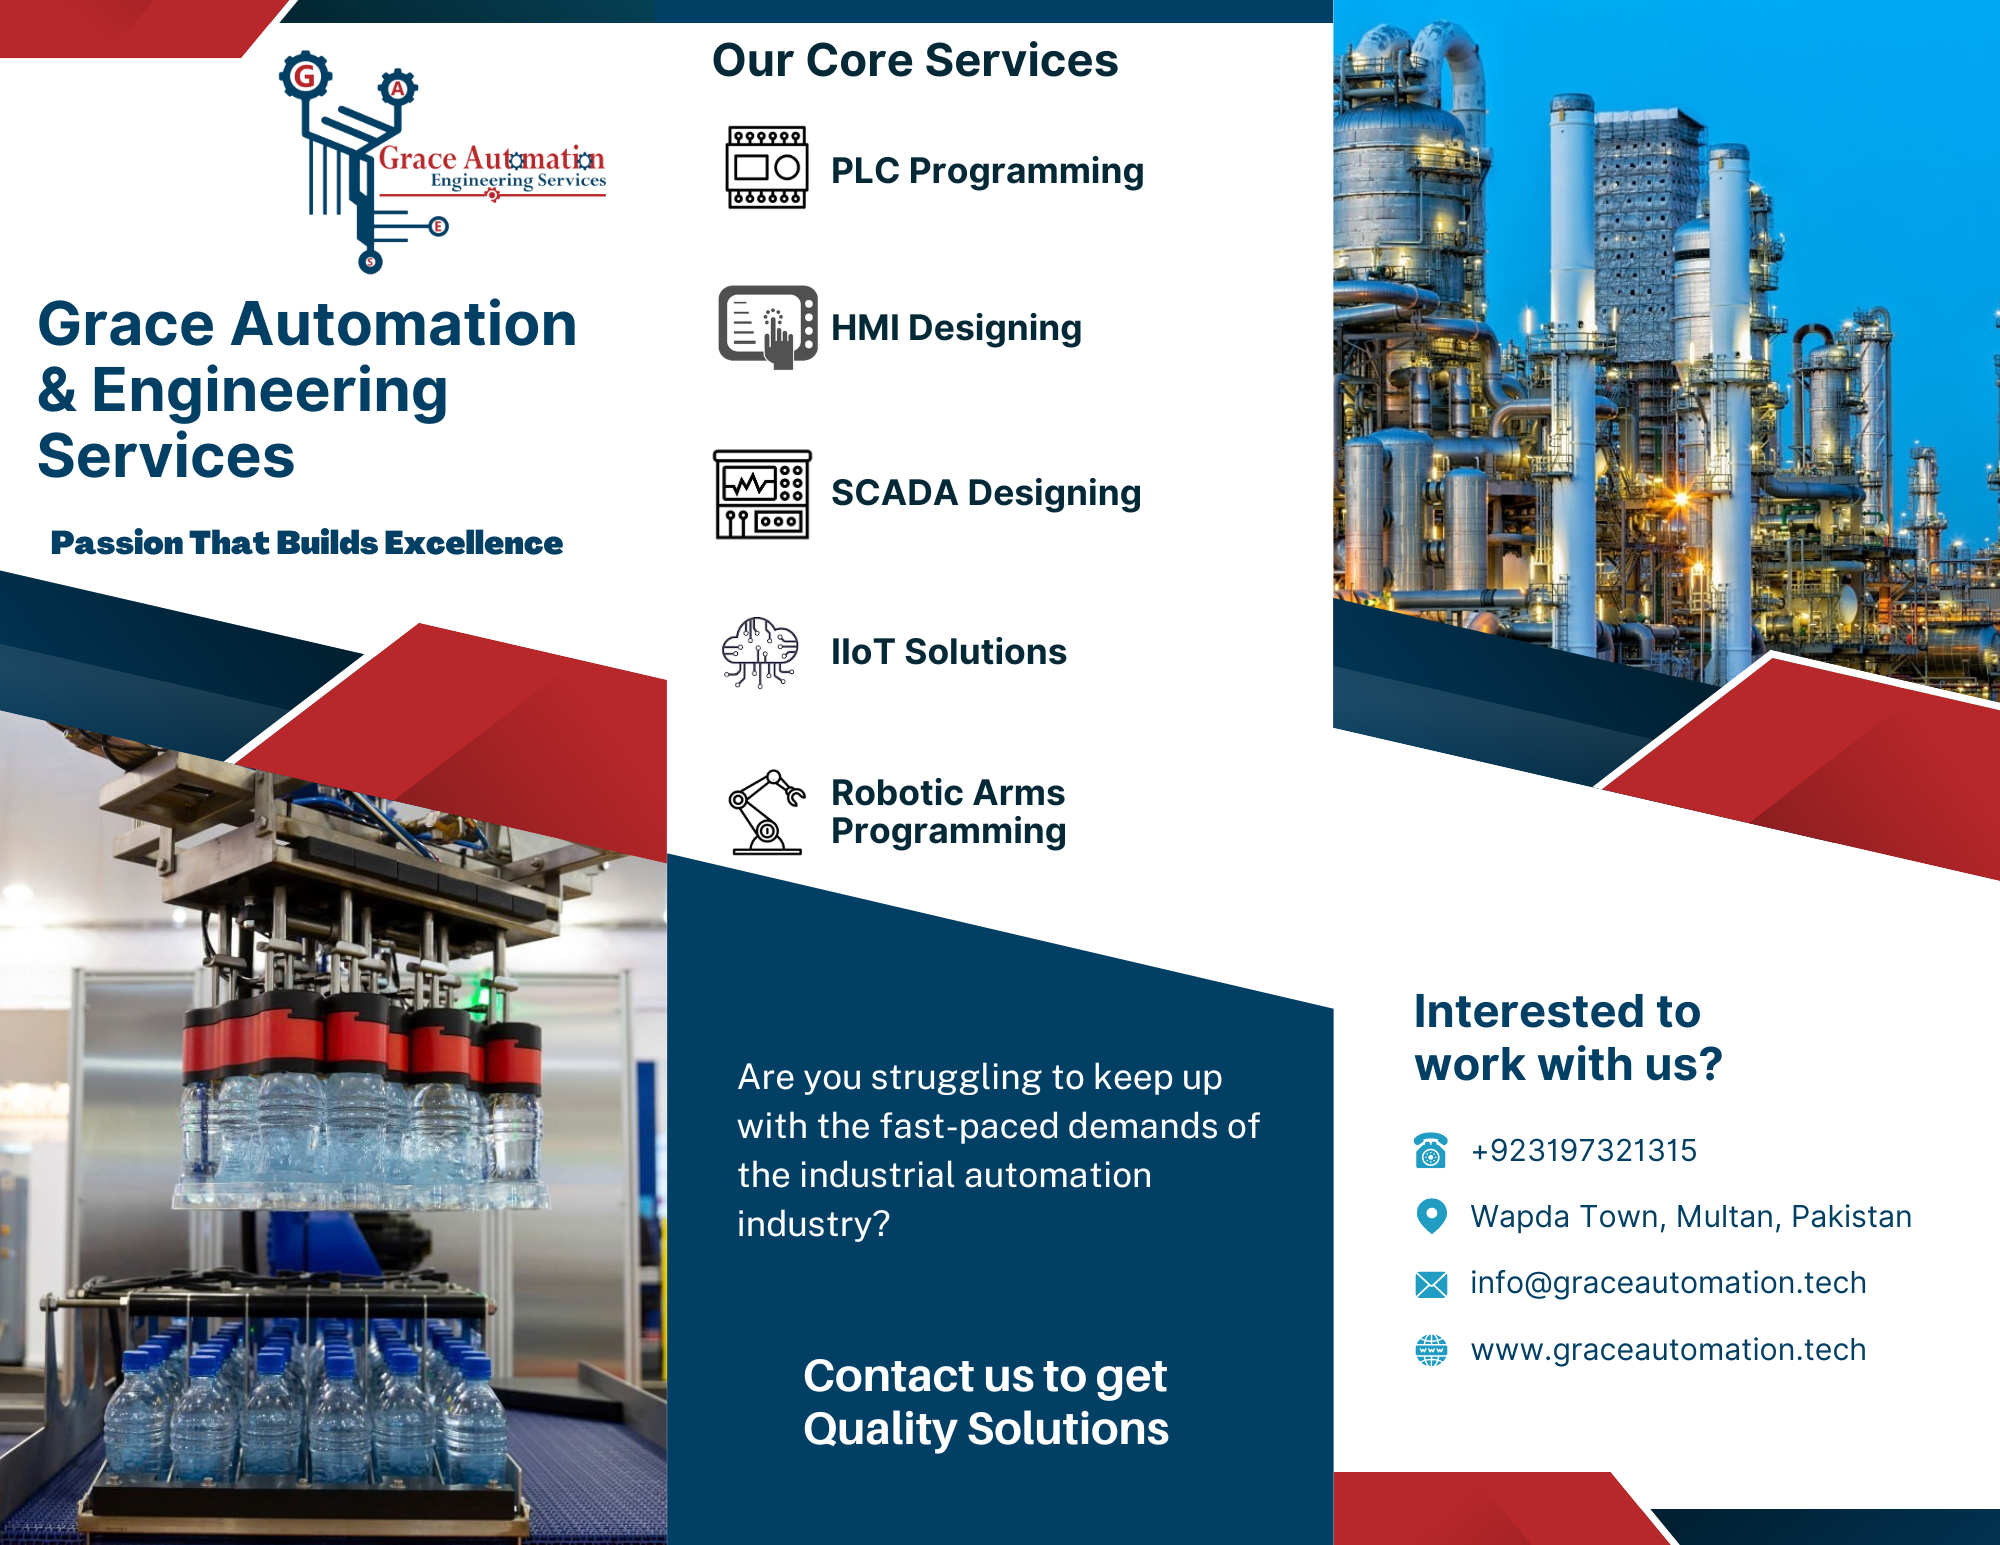 G
A
Grace Automation
Engineering Services
E
S
Grace Automation
& Engineering
Services
Passion That Builds Excellence
Our Core Services
PLC Programming
HMI Designing
SCADA Designing
IIoT Solutions
Robotic Arms
Programming
Are you struggling to keep up
with the fast-paced demands of
the industrial automation
industry?
Contact us to get
Quality Solutions
Interested to
work with us?
+923197321315
Wapda Town, Multan, Pakistan
info@graceautomation.tech
www
www.graceautomation.tech